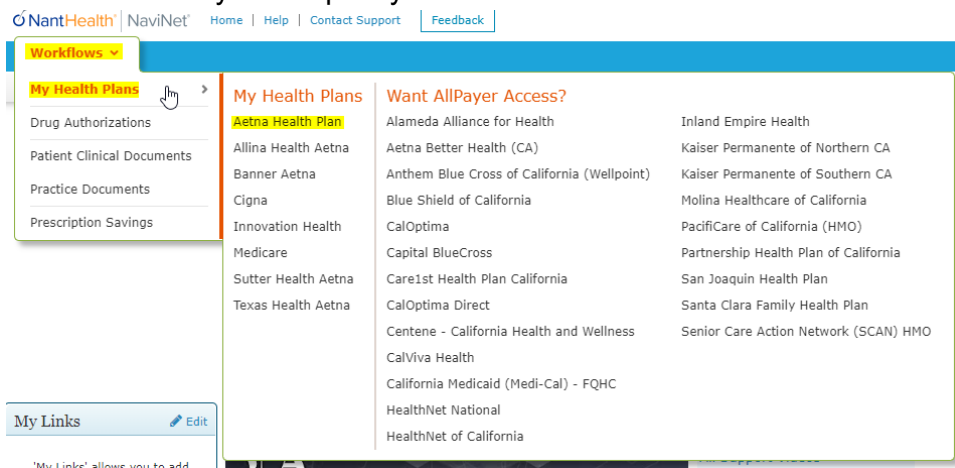 NantHealth® NaviNet® Home | Help | Contact Support Feedback
Workflows
My Health Plans
Drug Authorizations
Patient Clinical Documents
Practice Documents
Prescription Savings
My Health Plans
Aetna Health Plan
Allina Health Aetna
Banner Aetna
Cigna
Innovation Health
Medicare
Sutter Health Aetna
Texas Health Aetna
Want AllPayer Access?
Alameda Alliance for Health
Aetna Better Health (CA)
Anthem Blue Cross of California (Wellpoint)
Blue Shield of California
CalOptima
Capital BlueCross
Care1st Health Plan California
CalOptima Direct
Centene - California Health and Wellness
CalViva Health
California Medicaid (Medi-Cal) - FQHC
HealthNet National
HealthNet of California
Inland Empire Health
Kaiser Permanente of Northern CA
Kaiser Permanente of Southern CA
Molina Healthcare of California
PacifiCare of California (HMO)
Partnership Health Plan of California
San Joaquin Health Plan
Santa Clara Family Health Plan
Senior Care Action Network (SCAN) HMO
My Links Edit
'My Links' allows you to add